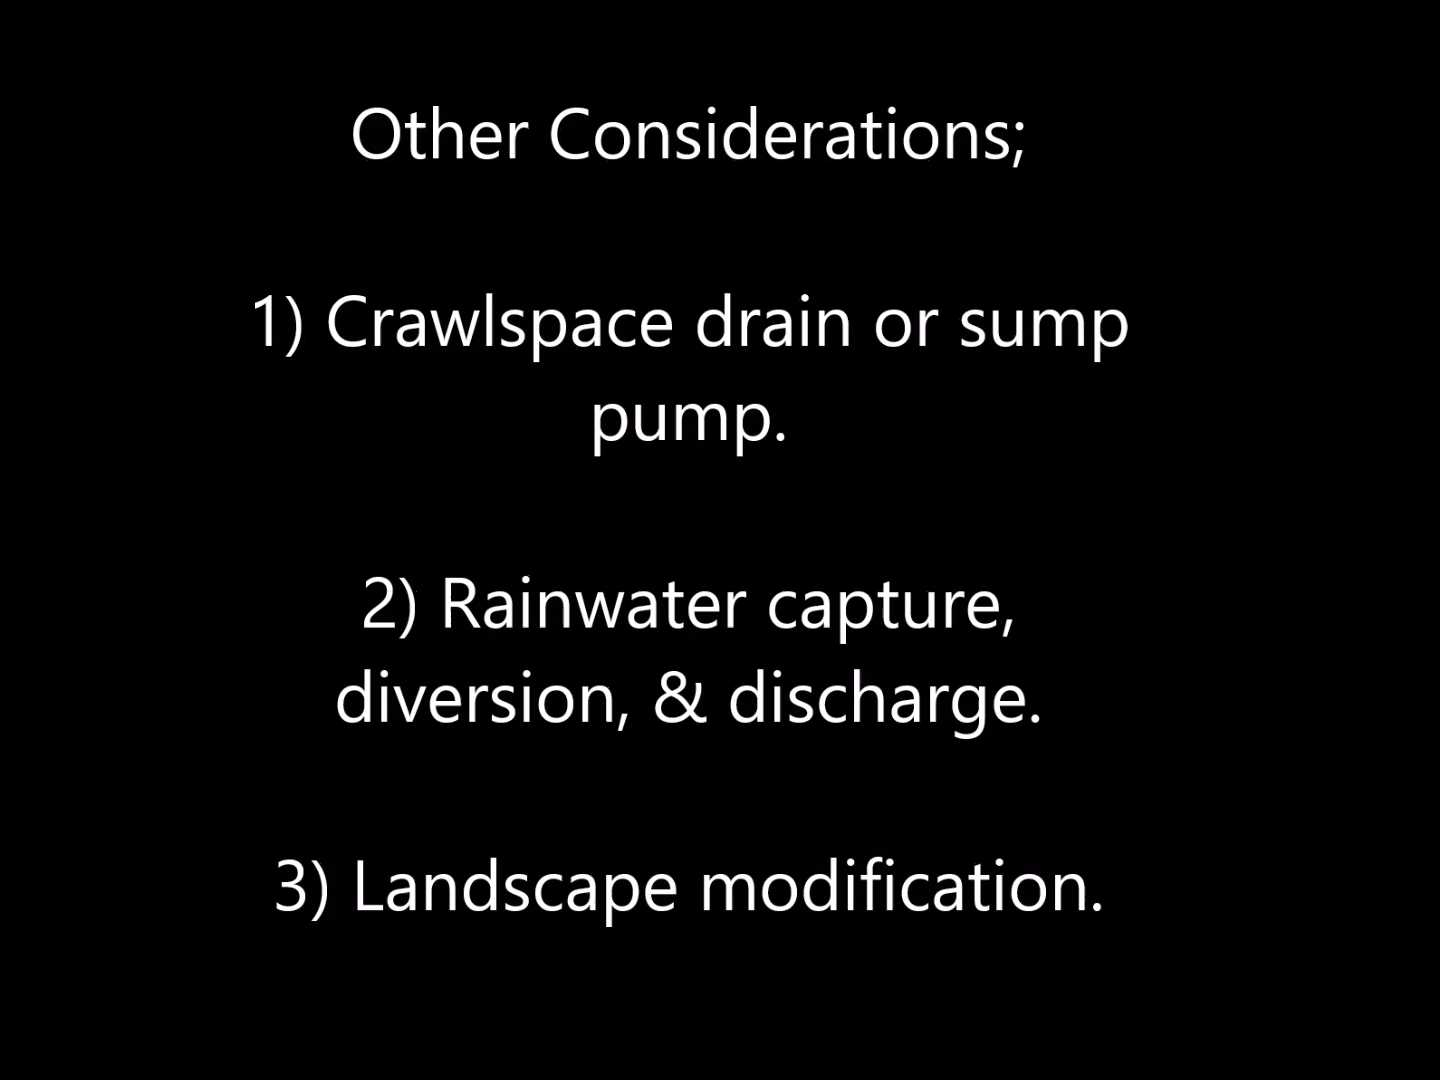 Other Considerations;
1) Crawlspace drain or sump
pump.
2) Rainwater capture,
diversion, & discharge.
3) Landscape modification.